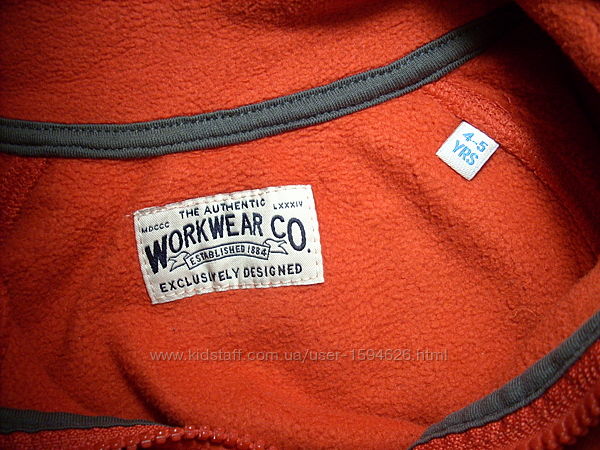 4-5
YRS
THE AUTHENTIC
MDCCC LXXXIV
WORKWEAR CO.
ESTABLISHED 1884
EXCLUSIVELY DESIGNED
www.kidstaff.com.ua/user-1594626.html